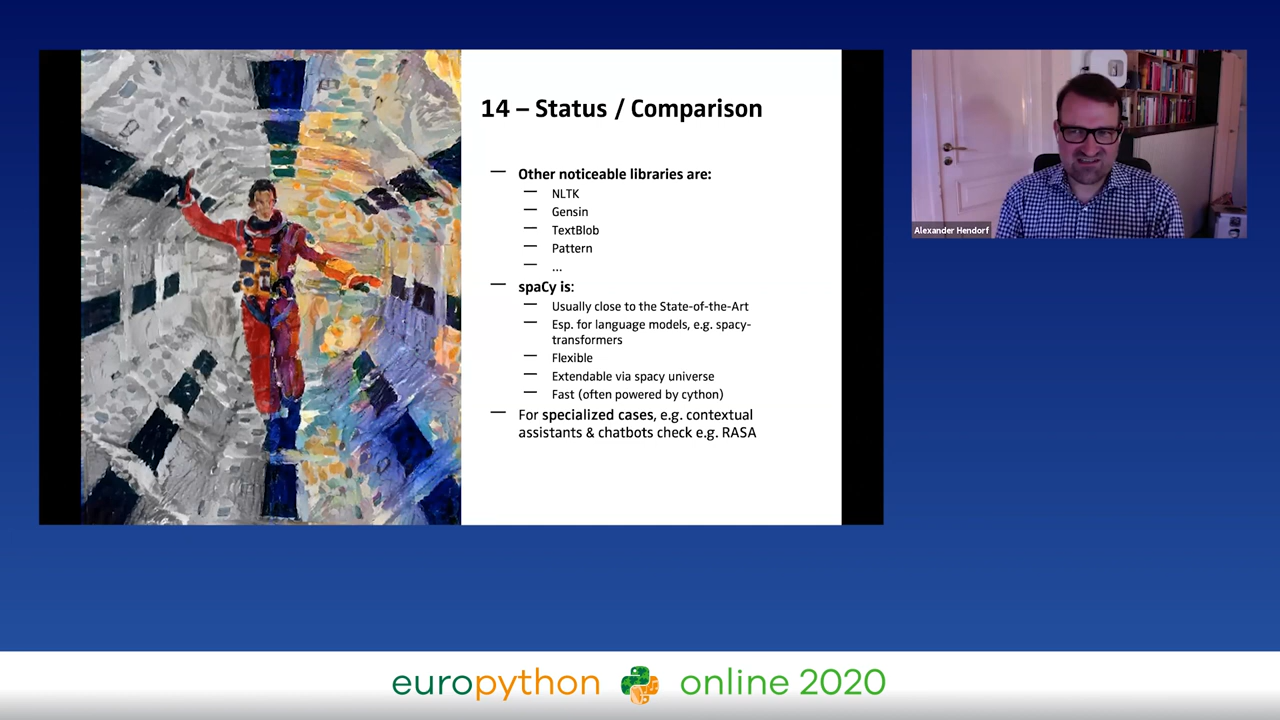 14 – Status / Comparison
— Other noticeable libraries are:
— NLTK
— Gensin
— TextBlob
— Pattern
— ...
— spaCy is:
— Usually close to the State-of-the-Art
— Esp. for language models, e.g. spacy-
transformers
— Flexible
— Extendable via spacy universe
— Fast (often powered by cython)
— For specialized cases, e.g. contextual
assistants & chatbots check e.g. RASA
Alexander Hendorf
europython online 2020